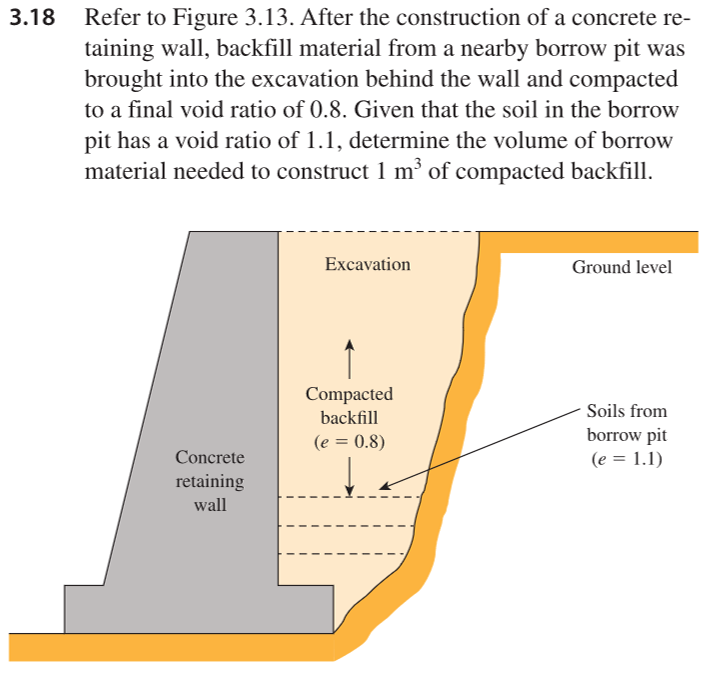 3.18 Refer to Figure 3.13. After the construction of a concrete re-
taining wall, backfill material from a nearby borrow pit was
brought into the excavation behind the wall and compacted
to a final void ratio of 0.8. Given that the soil in the borrow
pit has a void ratio of 1.1, determine the volume of borrow
material needed to construct 1 m³ of compacted backfill.
Excavation
Ground level
Compacted
backfill
(e = 0.8)
Soils from
borrow pit
(e = 1.1)
Concrete
retaining
wall